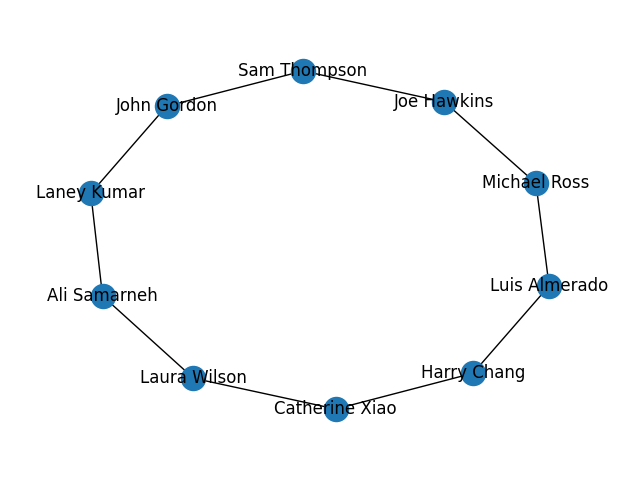 Sam Thompson
Joe Hawkins
John Gordon
Michael Ross
Laney Kumar
Luis Almerado
Ali Samarneh
Harry Chang
Laura Wilson
Catherine Xiao